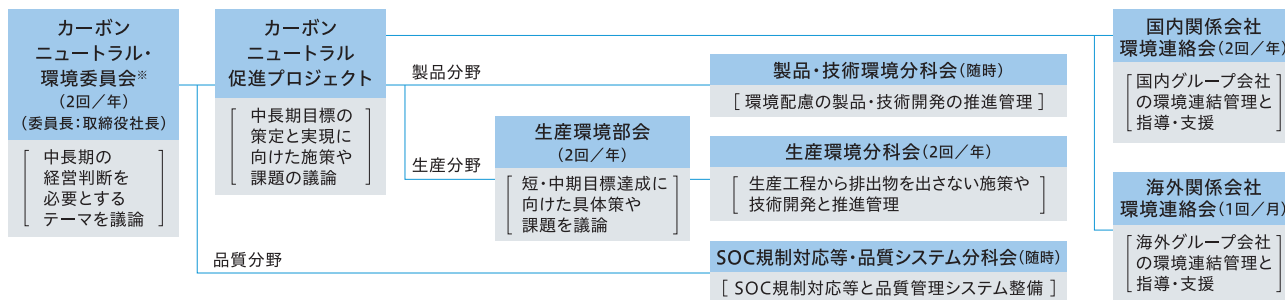 カーボン
ニュートラル・
環境委員会※
(2回／年)
(委員長：取締役社長)
中長期の
経営判断を
必要とする
テーマを議論
カーボン
ニュートラル
促進プロジェクト
中長期目標の
策定と実現に
向けた施策や
課題の議論
製品分野
生産分野
品質分野
生産環境部会
(2回／年)
短・中期目標達成に
向けた具体策や
課題を議論
製品・技術環境分科会(随時)
[ 環境配慮の製品・技術開発の推進管理 ]
生産環境分科会(2回／年)
生産工程から排出物を出さない施策や
技術開発と推進管理
SOC規制対応等・品質システム分科会(随時)
[ SOC規制対応等と品質管理システム整備 ]
国内関係会社
環境連絡会(2回／年)
国内グループ会社
の環境連結管理と
指導・支援
海外関係会社
環境連絡会(1回／月)
海外グループ会社
の環境連結管理と
指導・支援